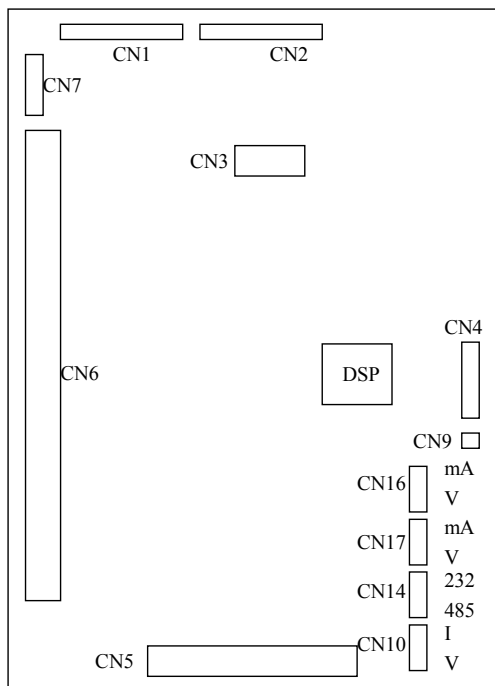 CN1
CN2
CN7
CN3
CN4
CN6
DSP
CN9
CN16
mA
V
CN17
mA
V
CN14
232
485
CN10
I
V
CN5